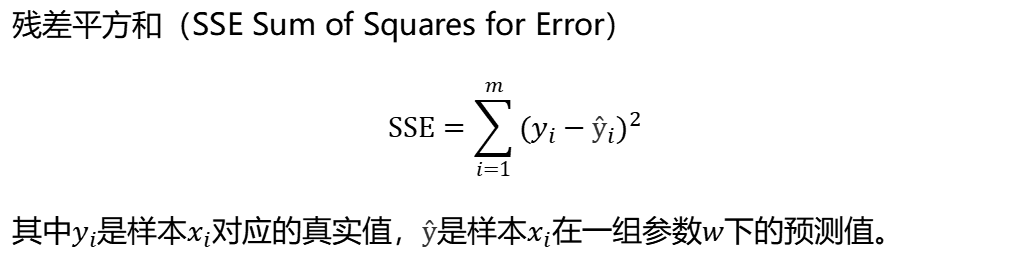 残差平方和（SSE Sum of Squares for Error）
SSE = ∑_{i=1}^{m} (y_i − ŷ_i)²
其中y_i是样本x_i对应的真实值，ŷ是样本x_i在一组参数w下的预测值。